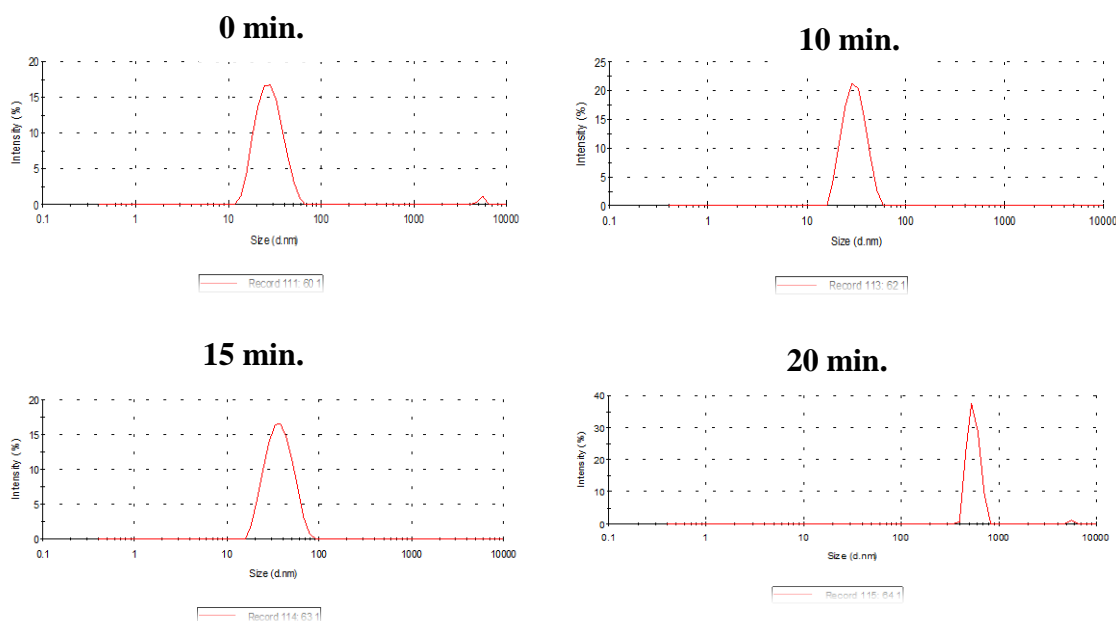 0 min.
20
15
10
5
0
Intensity (%)
0.1 1 10 100 1000 10000
Size (d.nm)
Record 111: 60 1
10 min.
25
20
15
10
5
0
Intensity (%)
0.1 1 10 100 1000 10000
Size (d.nm)
Record 113: 62 1
15 min.
20
15
10
5
0
Intensity (%)
0.1 1 10 100 1000 10000
Size (d.nm)
Record 114: 63 1
20 min.
40
30
20
10
0
Intensity (%)
0.1 1 10 100 1000 10000
Size (d.nm)
Record 115: 64 1